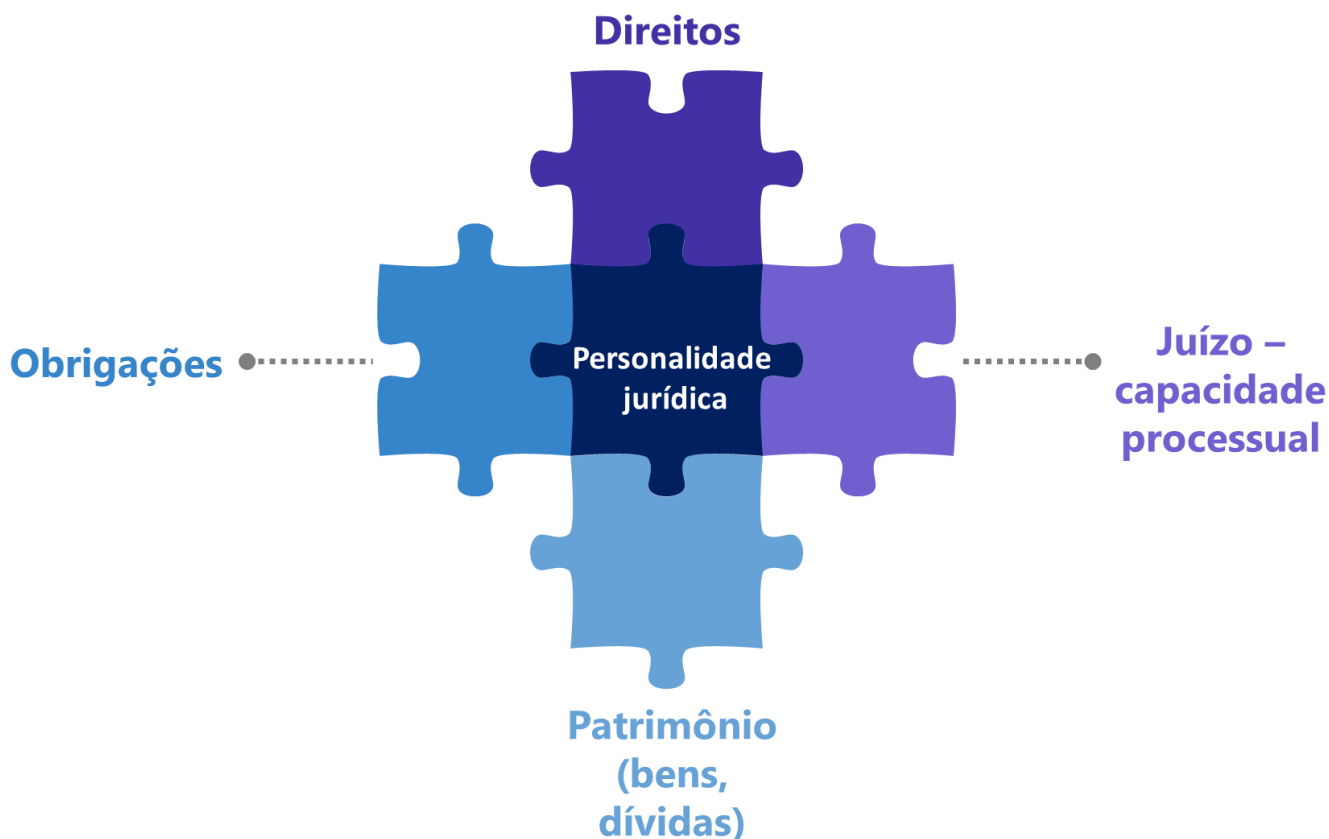 Direitos
Obrigações
Personalidade
jurídica
Juízo –
capacidade
processual
Patrimônio
(bens,
dívidas)